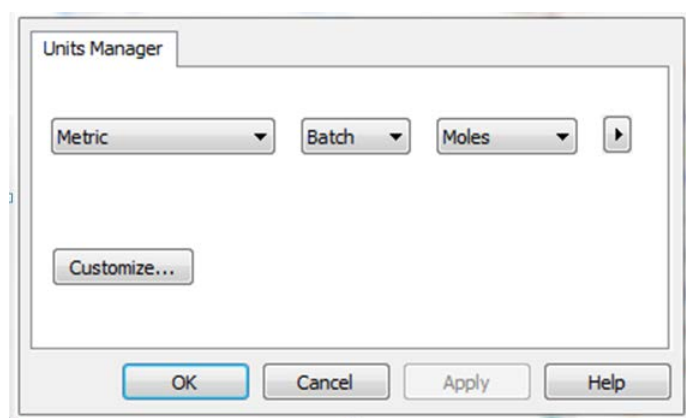 Units Manager
Metric Batch Moles
Customize...
OK Cancel Apply Help